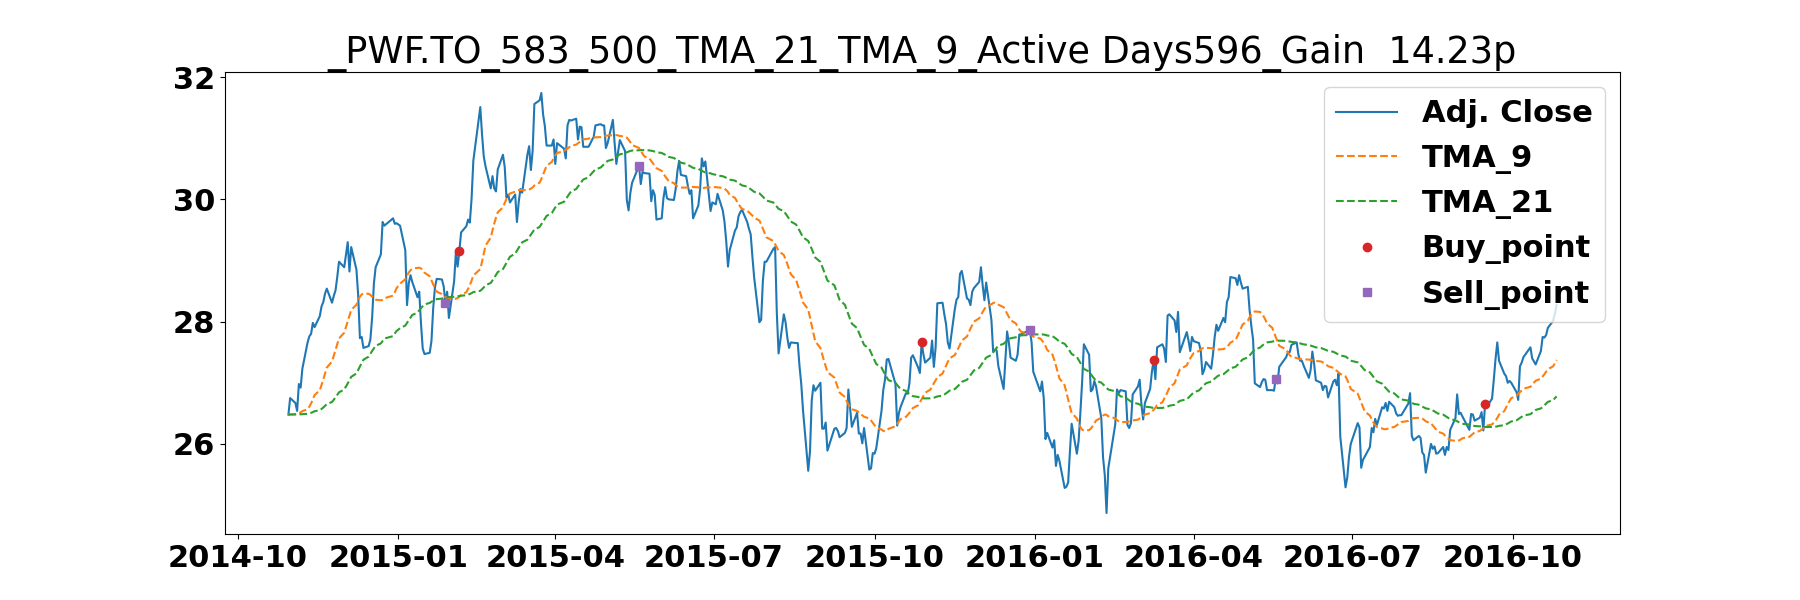 _PWF.TO_583_500_TMA_21_TMA_9_Active Days596_Gain  14.23p
32
30
28
26
Adj. Close
TMA_9
TMA_21
Buy_point
Sell_point
2014-10 2015-01 2015-04 2015-07 2015-10 2016-01 2016-04 2016-07 2016-10